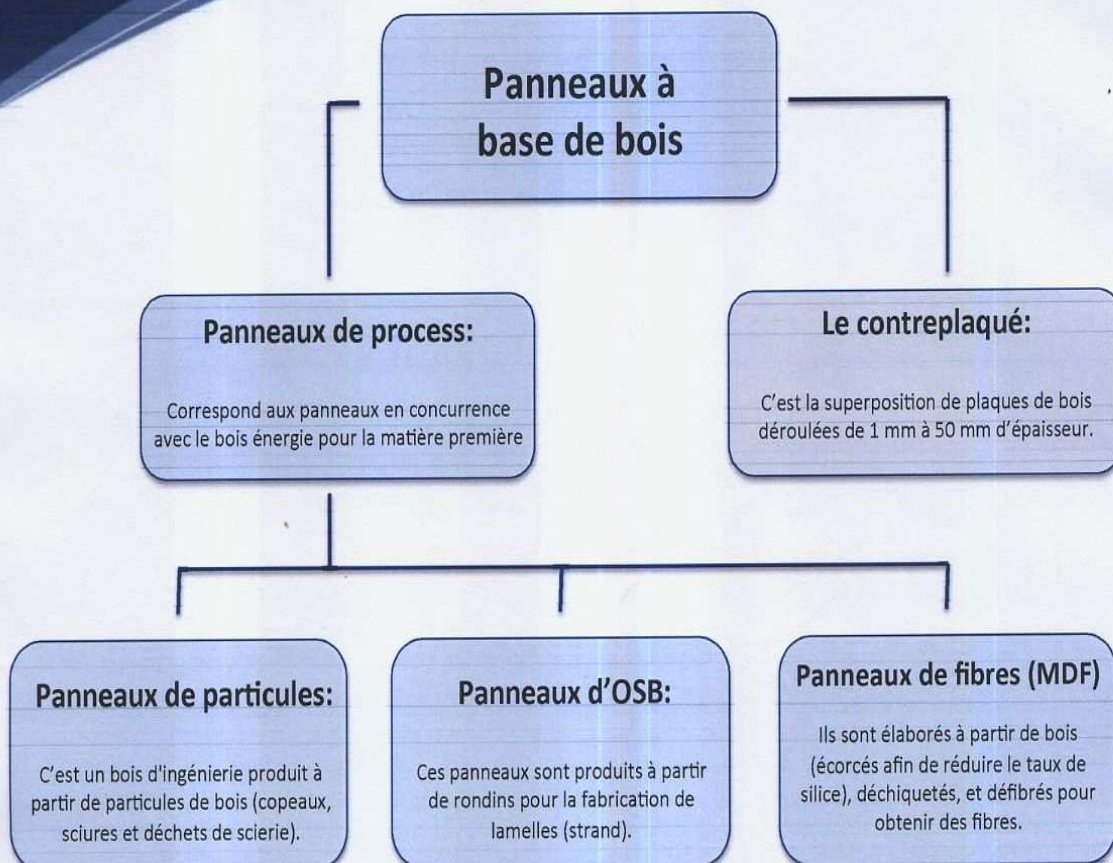 Panneaux à
base de bois
Panneaux de process:
Correspond aux panneaux en concurrence
avec le bois énergie pour la matière première
Le contreplaqué:
C'est la superposition de plaques de bois
déroulées de 1 mm à 50 mm d'épaisseur.
Panneaux de particules:
C'est un bois d'ingénierie produit à
partir de particules de bois (copeaux,
sciures et déchets de scierie).
Panneaux d'OSB:
Ces panneaux sont produits à partir
de rondins pour la fabrication de
lamelles (strand).
Panneaux de fibres (MDF)
Ils sont élaborés à partir de bois
(écorcés afin de réduire le taux de
silice), déchiquetés, et défibrés pour
obtenir des fibres.